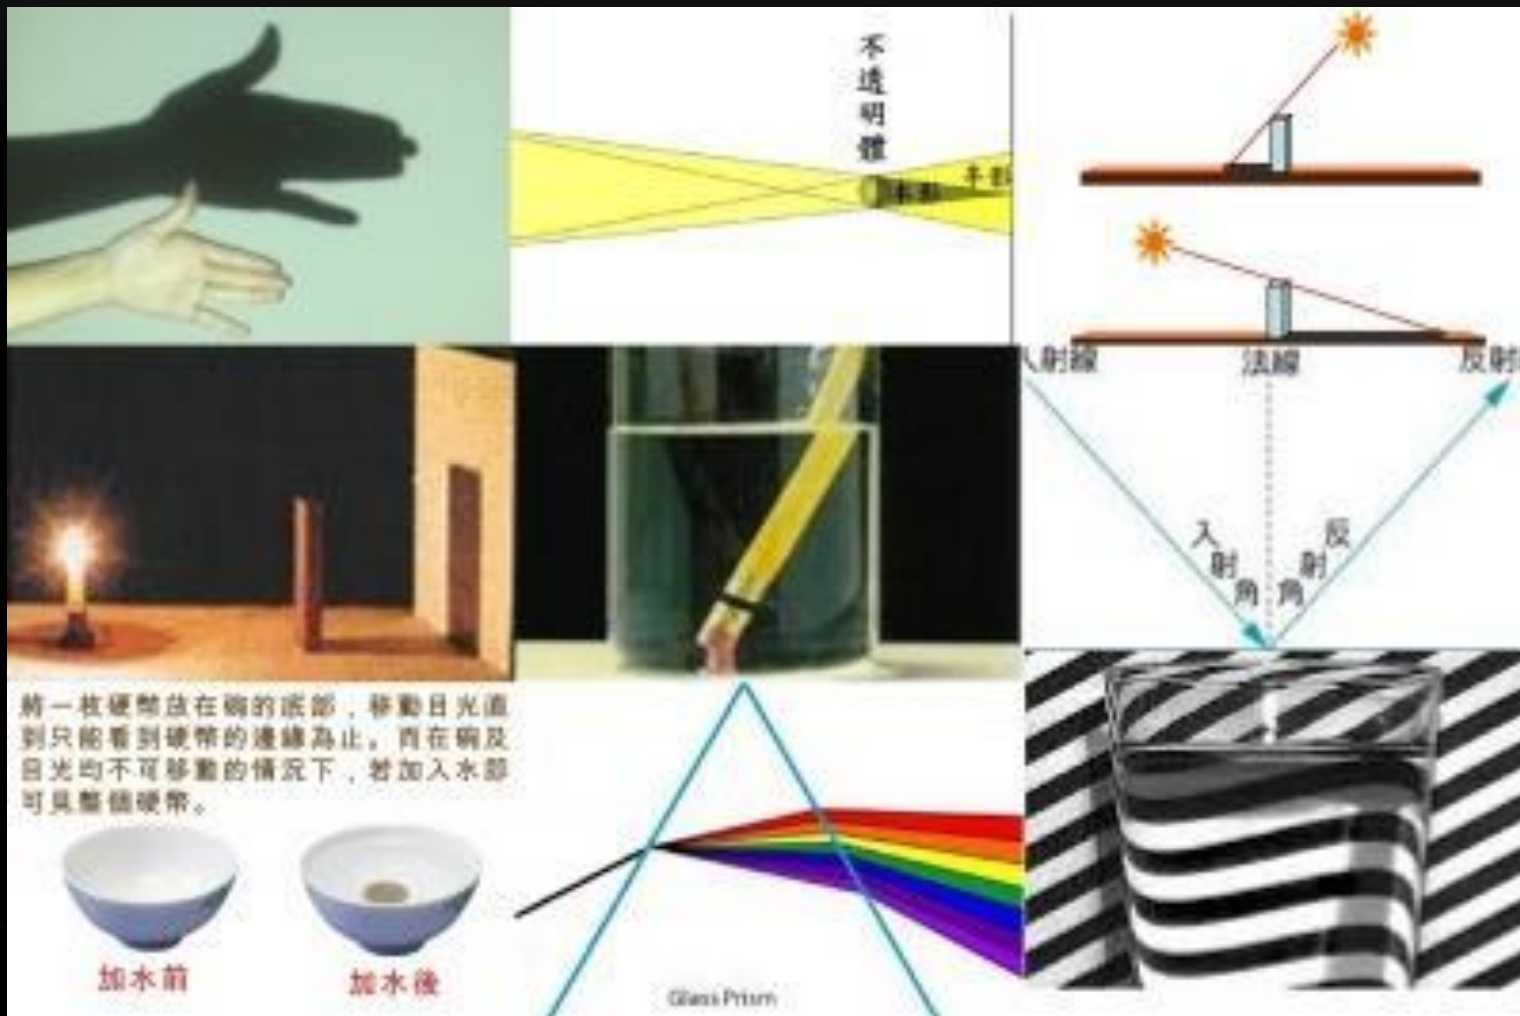 不透明體
本影
半影
入射線
法線
反射
入射角
反射角
將一枚硬幣放在碗的底部，移動目光直
到只能看到硬幣的邊緣為止。而在碗及
目光均不可移動的情況下，若加入水即
可見整個硬幣。
加水前
加水後
Glass Prism